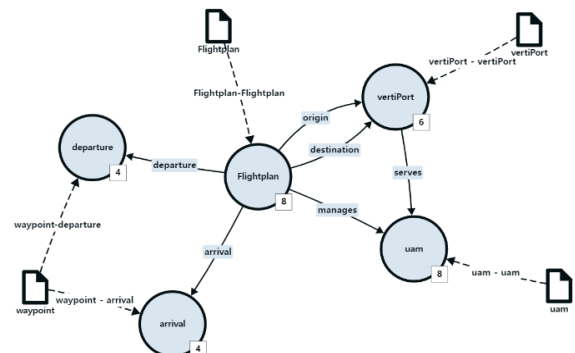 Flightplan
vertiPort
vertiPort - vertiPort
Flightplan-Flightplan
vertiPort
6
origin
destination
departure
4
departure
Flightplan
8
serves
manages
waypoint-departure
arrival
uam
8
uam - uam
uam
waypoint - arrival
waypoint
arrival
4